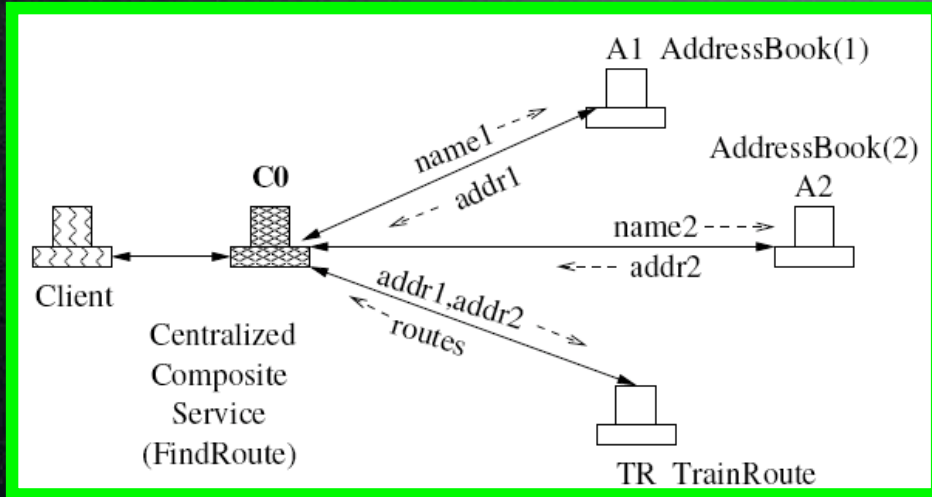 A1 AddressBook(1)
name1
addr1
AddressBook(2)
A2
C0
name2
addr2
Client
addr1,addr2
routes
Centralized
Composite
Service
(FindRoute)
TR TrainRoute